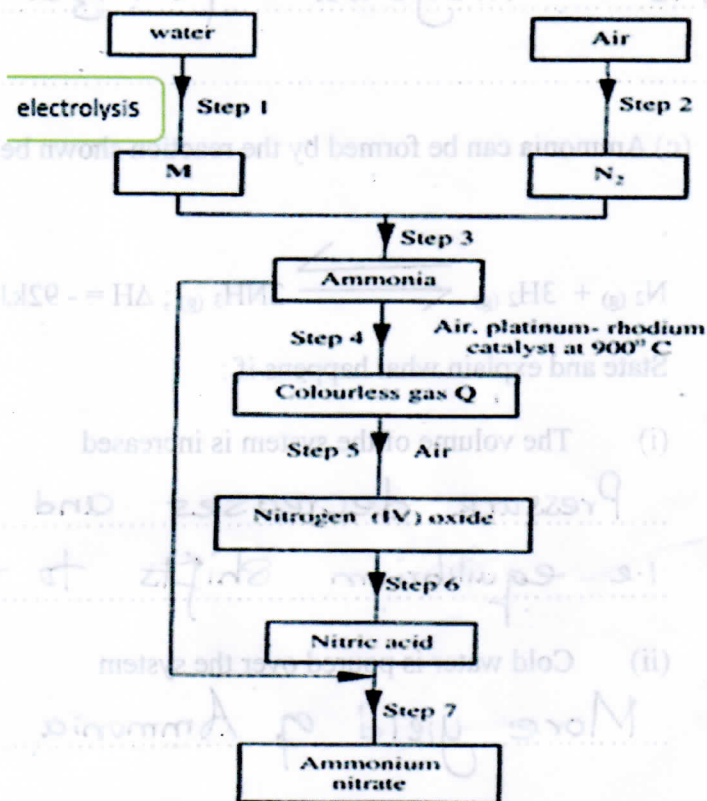 water
Air
electrolysis
Step 1
Step 2
(c) Ammonia can be formed by the reaction shown be
M
N₂
Step 3
Ammonia
N₂ (g) + 3H₂ (g) 2NH₃ (g) ; ΔH = - 92kJ
Step 4
Air, platinum- rhodium
catalyst at 900° C
State and explain what happens if;
Colourless gas Q
(i) The volume of the system is increased
Step 5
Air
Pressure decreases and
Nitrogen (IV) oxide
i.e equilibrium shifts to
Step 6
Nitric acid
(ii) Cold water is poured over the system
Step 7
More yield of Ammonia
Ammonium
nitrate